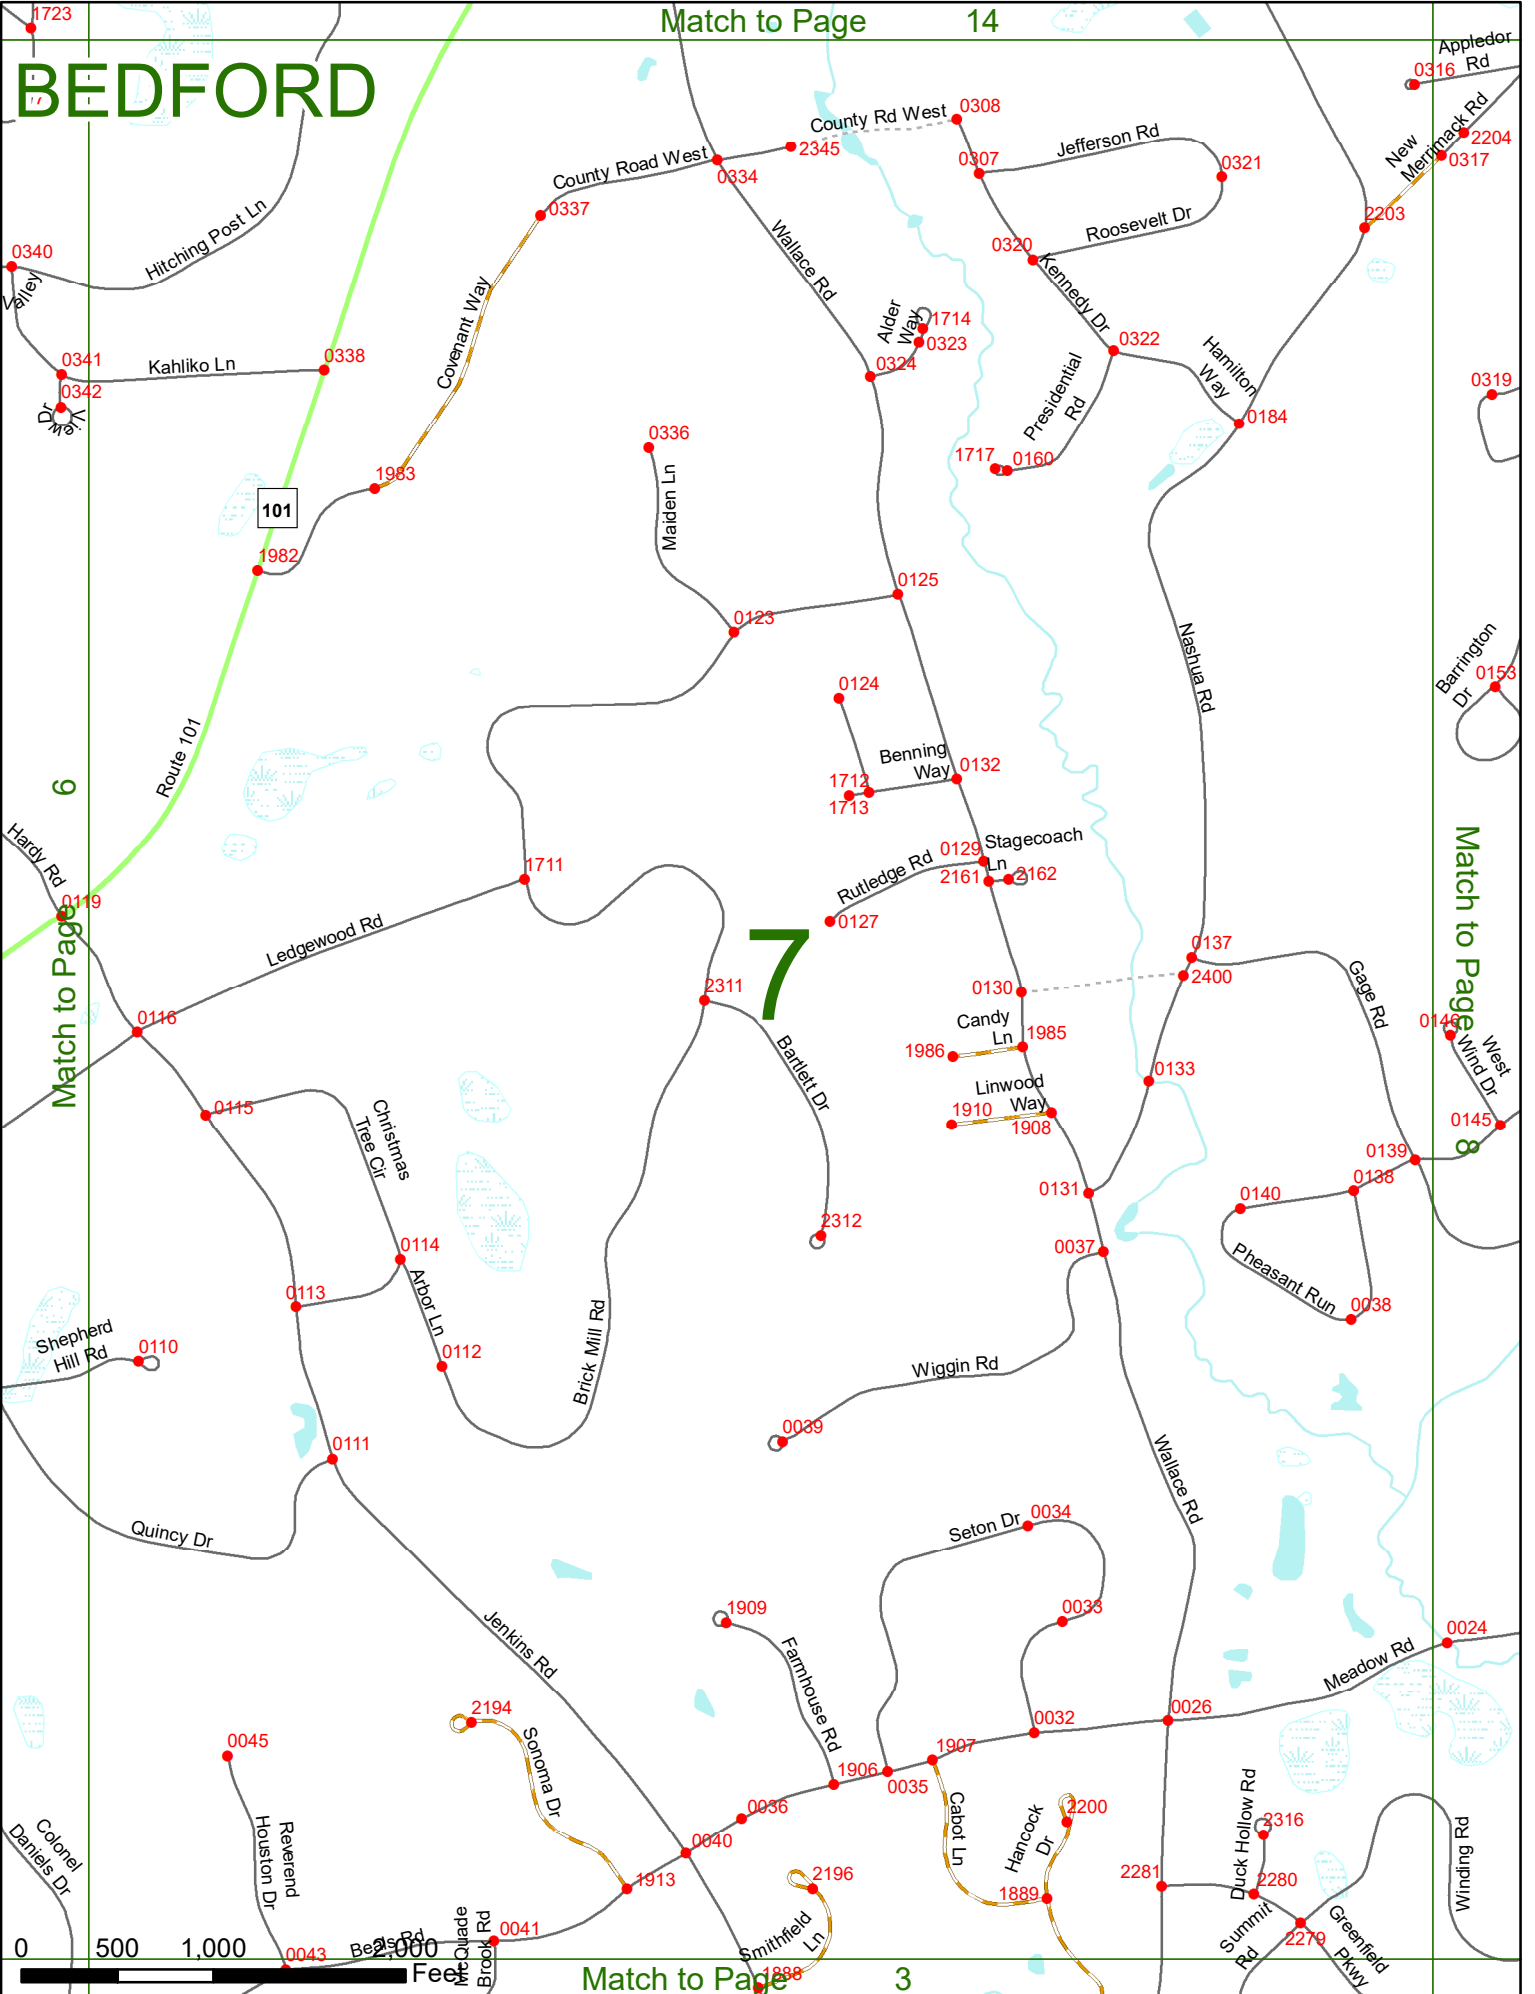 Match to Page 14
1723
BEDFORD
Appledor
Rd
0316
County Rd West
0308
2345
Jefferson Rd
New
Merrimack Rd
2204
0317
County Road West
0334
0307
0321
0337
2203
Hitching Post Ln
Roosevelt Dr
0340
0320
Valley
Wallace Rd
Kennedy Dr
Covenant Way
Alder
Way
1714
0323
0322
0341
Kahliko Ln
0338
0324
Hamilton
Way
0342
View
Dr
Presidential
Rd
0319
0184
0336
1717
0160
1983
Maiden Ln
101
1982
0125
0123
Nashua Rd
Barrington
Dr
0153
0124
Route 101
Benning
Way
0132
6
1712
1713
Hardy Rd
Stagecoach
Ln
0129
2161
2162
Match to Page
8
1711
Rutledge Rd
0127
0119
Match to Page
Ledgewood Rd
7
0137
2400
Gage Rd
2311
0130
0116
Candy
Ln
1985
1986
0146
West
Wind Dr
Bartlett Dr
0133
Linwood
Way
1910
1908
0115
Christmas
Tree Cir
0145
0139
0131
0138
0140
2312
0037
0114
Pheasant Run
Arbor Ln
0113
0038
Shepherd
Hill Rd
0110
0112
Brick Mill Rd
Wiggin Rd
0039
0111
Wallace Rd
Quincy Dr
Seton Dr
0034
1909
0033
Jenkins Rd
Farmhouse Rd
0024
Meadow Rd
2194
0026
0032
0045
Sonoma Dr
1907
1906
0035
0036
Cabot Ln
Hancock
Dr
2200
Duck Hollow Rd
2316
Winding Rd
Colonel
Daniels Dr
Reverend
Houston Dr
0040
1913
2196
1889
2281
2280
McQuade
Brook Rd
0041
Smithfield
Ln
Summit
Rd
2279
Greenfield
Pkwy
Beals Rd
0043
0 500 1,000 2,000
Feet
1888
Match to Page 3